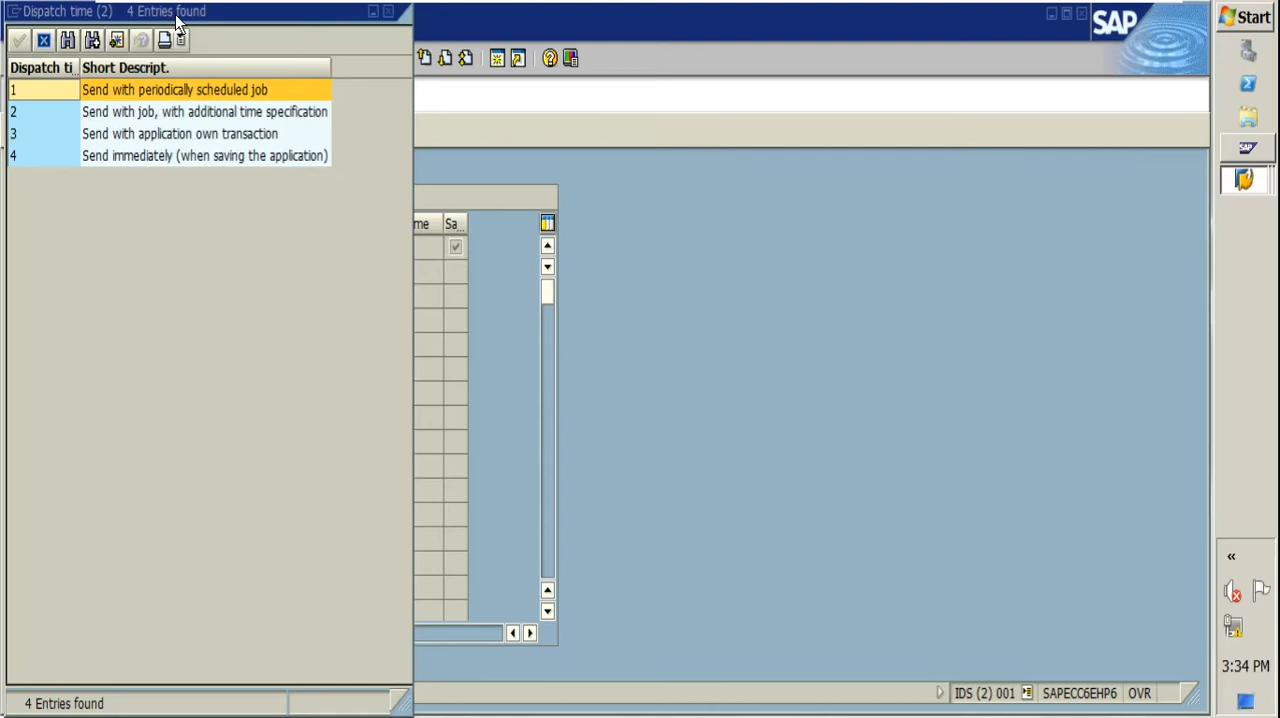 Dispatch time (2) 4 Entries found
SAP
Start
Dispatch ti Short Descript.
1 Send with periodically scheduled job
2 Send with job, with additional time specification
3 Send with application own transaction
4 Send immediately (when saving the application)
me Sa...
4 Entries found
IDS (2) 001 SAPECC6EHP6 OVR
3:34 PM